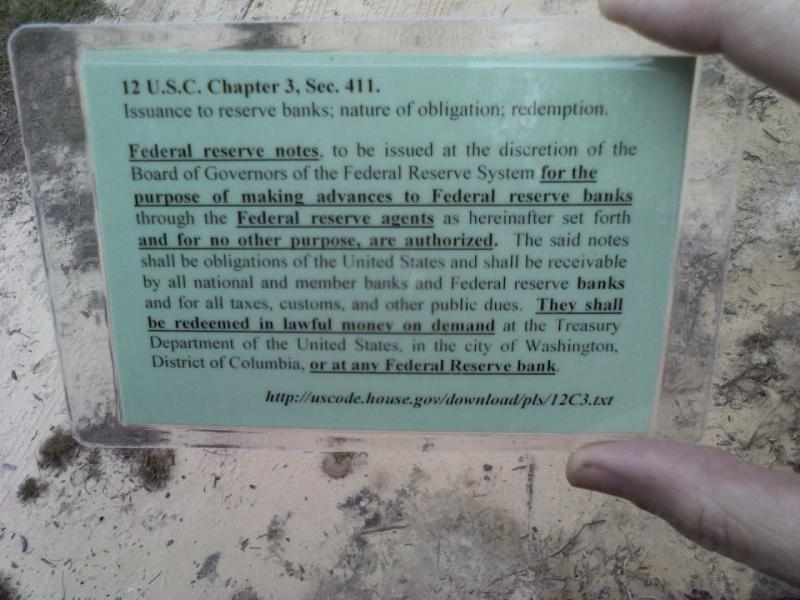 12 U.S.C. Chapter 3, Sec. 411.
Issuance to reserve banks; nature of obligation; redemption.
Federal reserve notes, to be issued at the discretion of the
Board of Governors of the Federal Reserve System for the
purpose of making advances to Federal reserve banks
through the Federal reserve agents as hereinafter set forth
and for no other purpose, are authorized. The said notes
shall be obligations of the United States and shall be receivable
by all national and member banks and Federal reserve banks
and for all taxes, customs, and other public dues. They shall
be redeemed in lawful money on demand at the Treasury
Department of the United States, in the city of Washington,
District of Columbia, or at any Federal Reserve bank.
http://uscode.house.gov/download/pls/12C3.txt